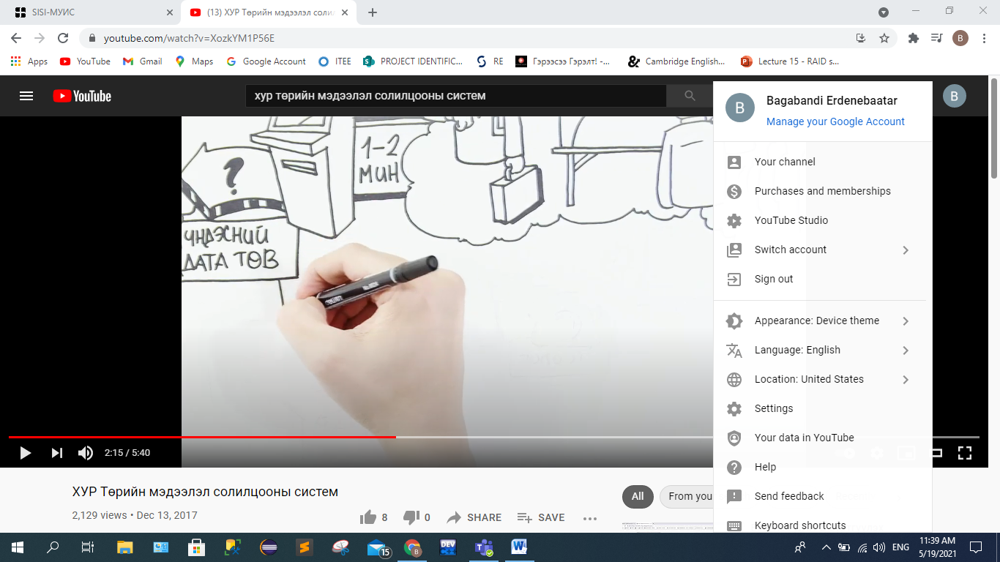 SISI-МУИС
(13) ХУР Төрийн мэдээлэл соли
youtube.com/watch?v=XozkYM1P56E
B
Apps
YouTube
Gmail
Maps
Google Account
ITEE
PROJECT IDENTIFIC...
RE
Гэрээсээ Гэрэлт! -...
Cambridge English...
Lecture 15 - RAID s...
YouTube
хур төрийн мэдээлэл солилцооны систем
B
B
Bagabandi Erdenebaatar
Manage your Google Account
Your channel
Purchases and memberships
YouTube Studio
Switch account
Sign out
Appearance: Device theme
Language: English
Location: United States
Settings
Your data in YouTube
Help
Send feedback
Keyboard shortcuts
?
1-2
МИН
ҮНДЭСНИЙ
ДАТА ТӨВ
2:15 / 5:40
ХУР Төрийн мэдээлэл солилцооны систем
2,129 views • Dec 13, 2017
8
0
SHARE
SAVE
All
From you
15
DEV
ENG
11:39 AM
5/19/2021